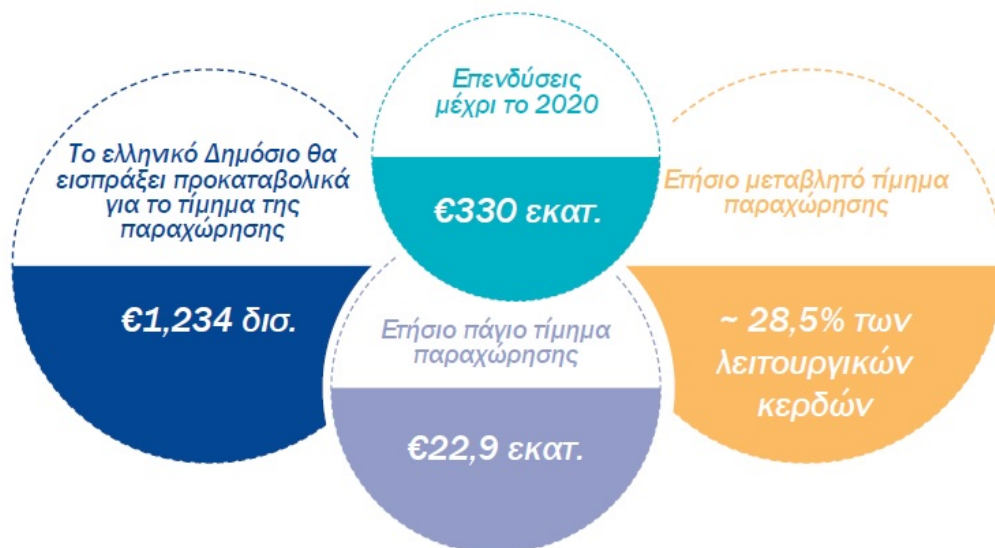 Το ελληνικό Δημόσιο θα
εισπράξει προκαταβολικά
για το τίμημα της
παραχώρησης
€1,234 δισ.
Επενδύσεις
μέχρι το 2020
€330 εκατ.
Ετήσιο πάγιο τίμημα
παραχώρησης
€22,9 εκατ.
Ετήσιο μεταβλητό τίμημα
παραχώρησης
~ 28,5% των
λειτουργικών
κερδών